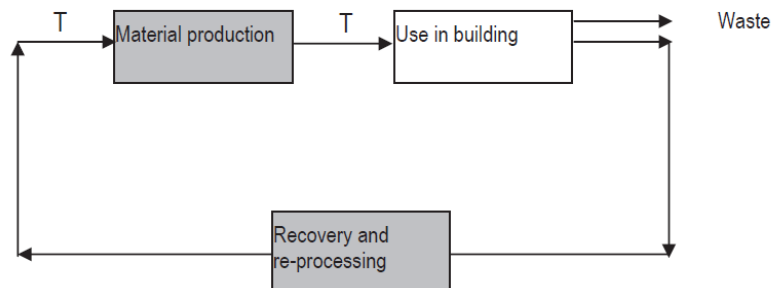 T
Material production
T
Use in building
Waste
Recovery and
re-processing